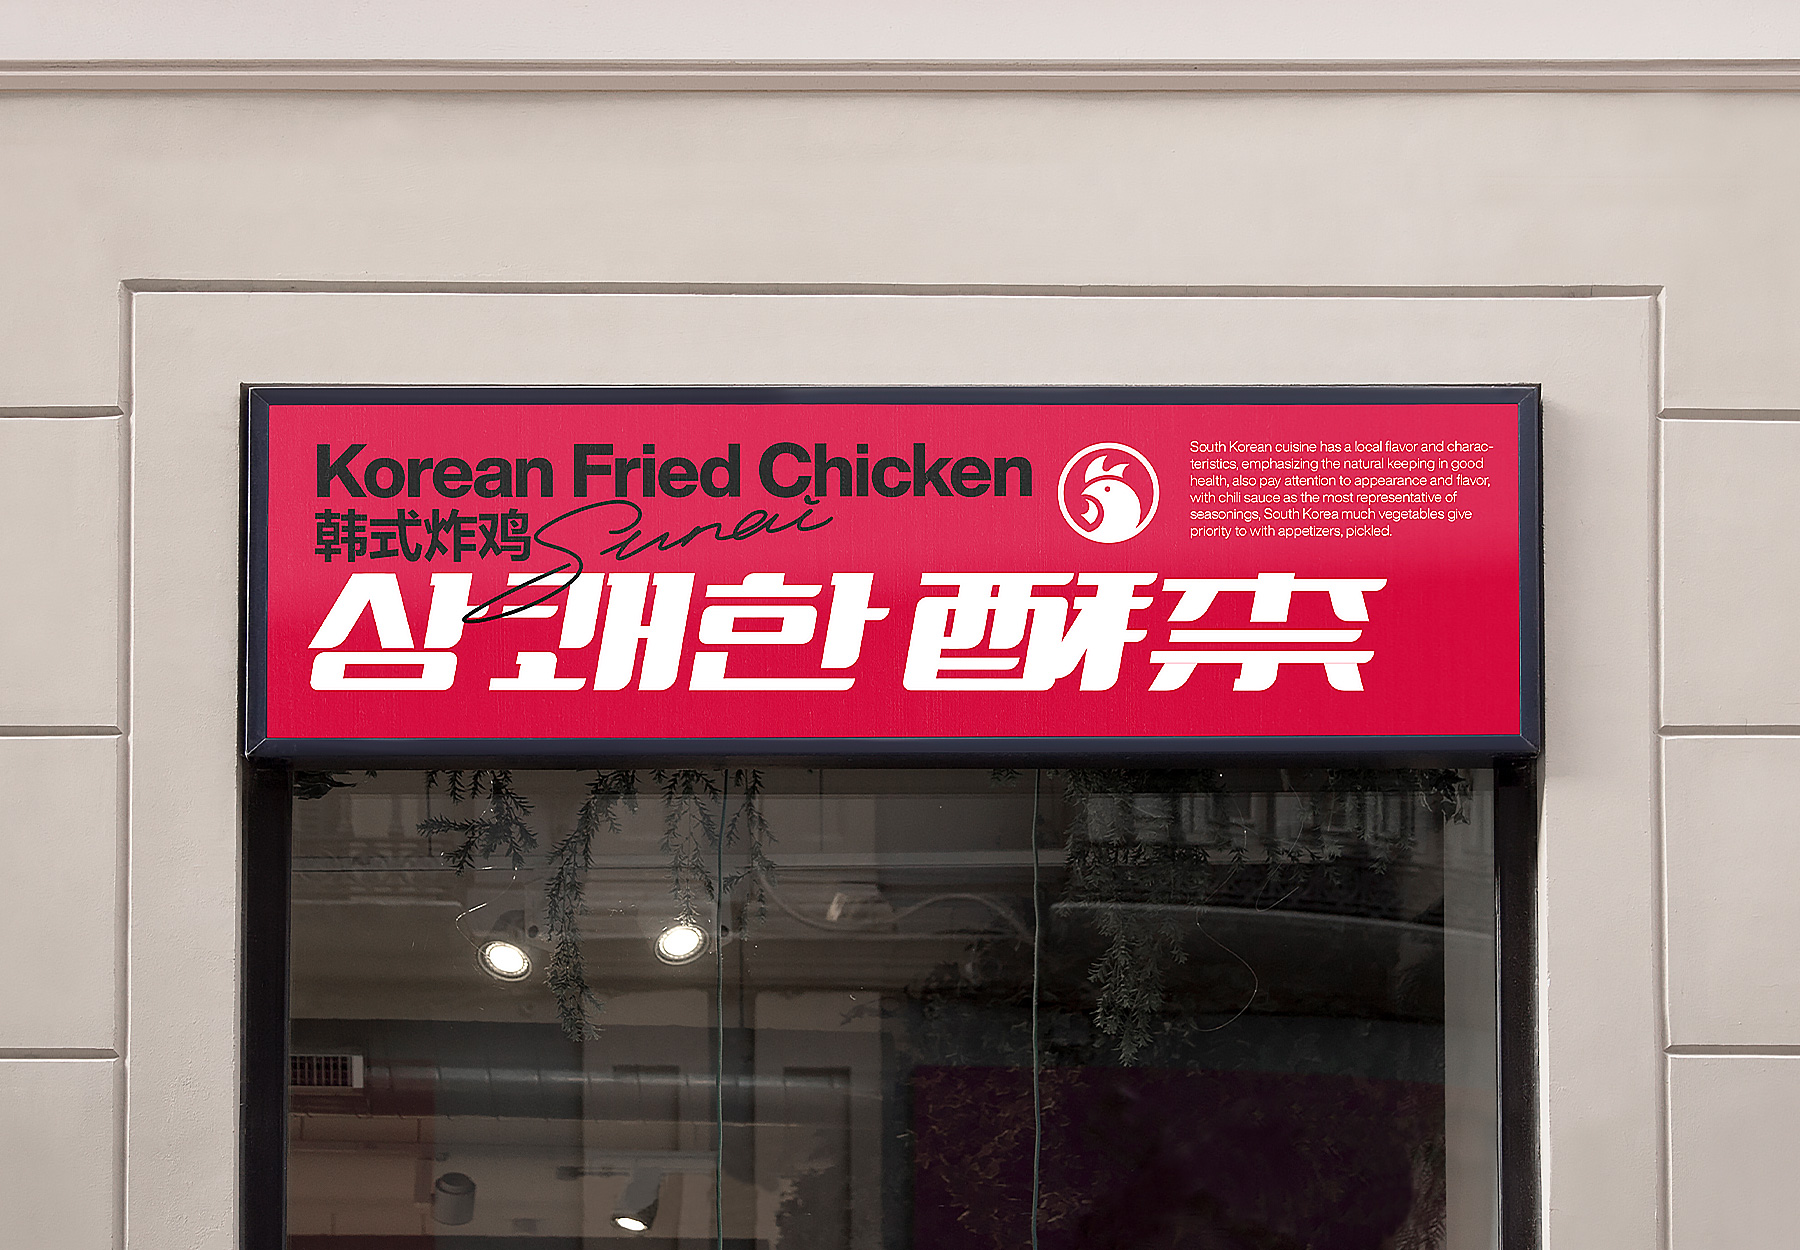 Korean Fried Chicken
韩式炸鸡
Sunai
상쾌한 酥奈
South Korean cuisine has a local flavor and charac-
teristics, emphasizing the natural keeping in good
health, also pay attention to appearance and flavor,
with chili sauce as the most representative of
seasonings, South Korea much vegetables give
priority to with appetizers, pickled.